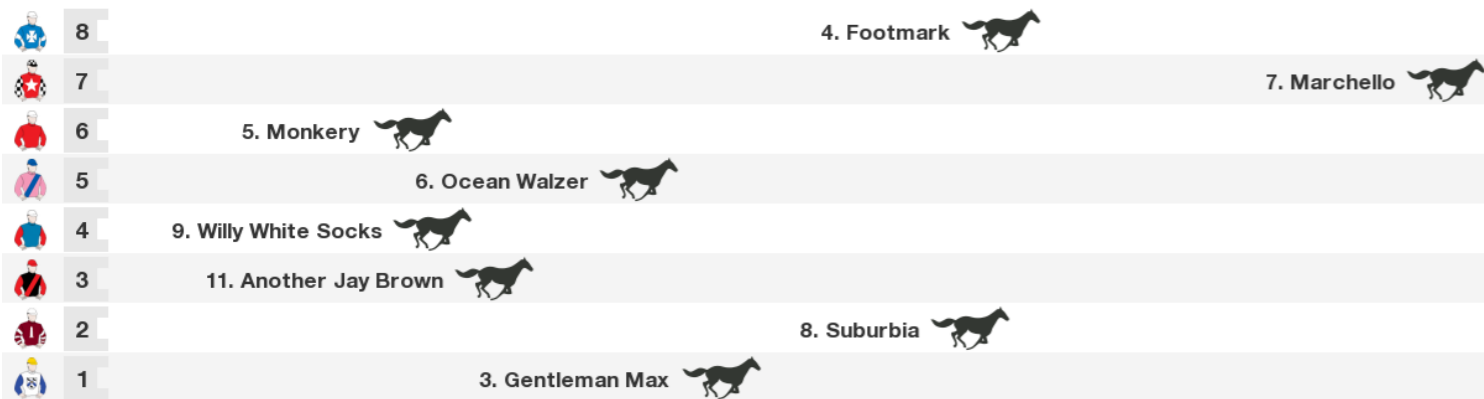 8 4. Footmark
7 7. Marchello
6 5. Monkery
5 6. Ocean Walzer
4 9. Willy White Socks
3 11. Another Jay Brown
2 8. Suburbia
1 3. Gentleman Max